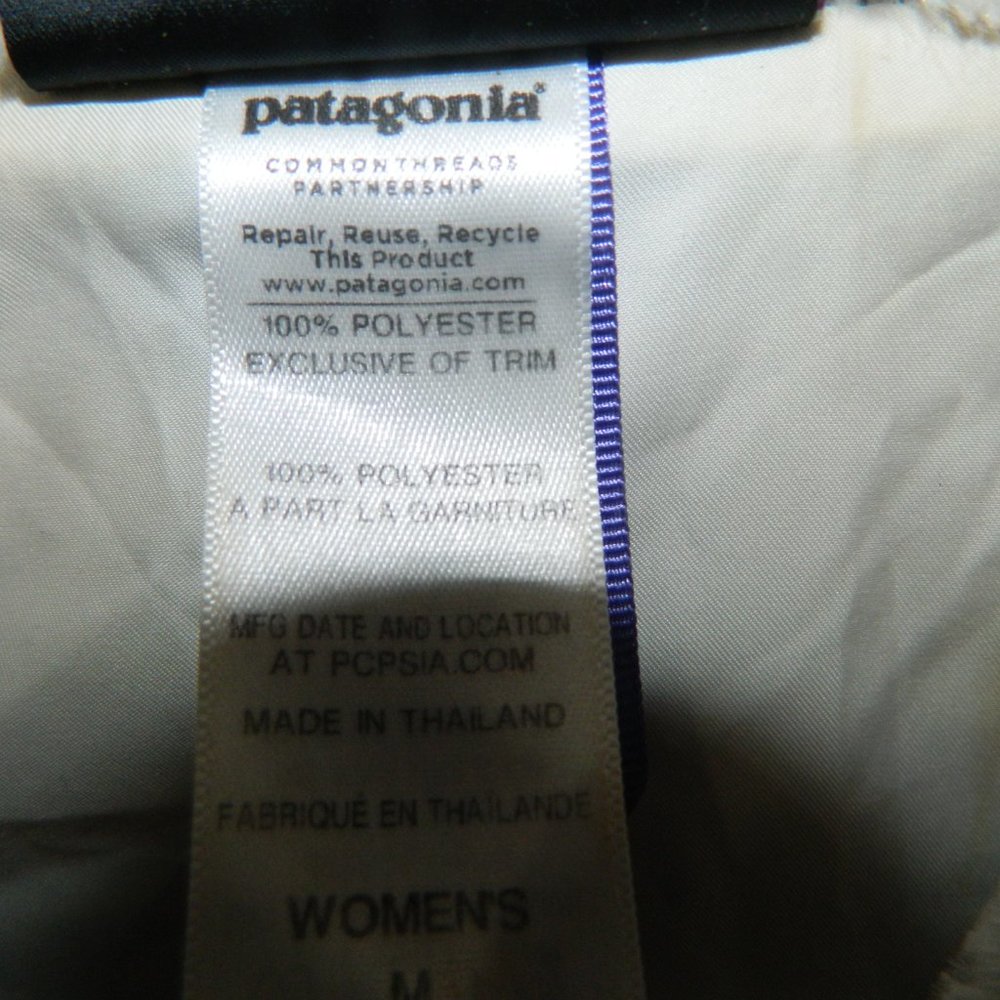 patagonia®
COMMON THREADS
PARTNERSHIP
Repair, Reuse, Recycle
This Product
www.patagonia.com
100% POLYESTER
EXCLUSIVE OF TRIM
100% POLYESTER
A PART LA GARNITURE
MFG DATE AND LOCATION
AT PCPSIA.COM
MADE IN THAILAND
FABRIQUÉ EN THAÏLANDE
WOMEN'S
M